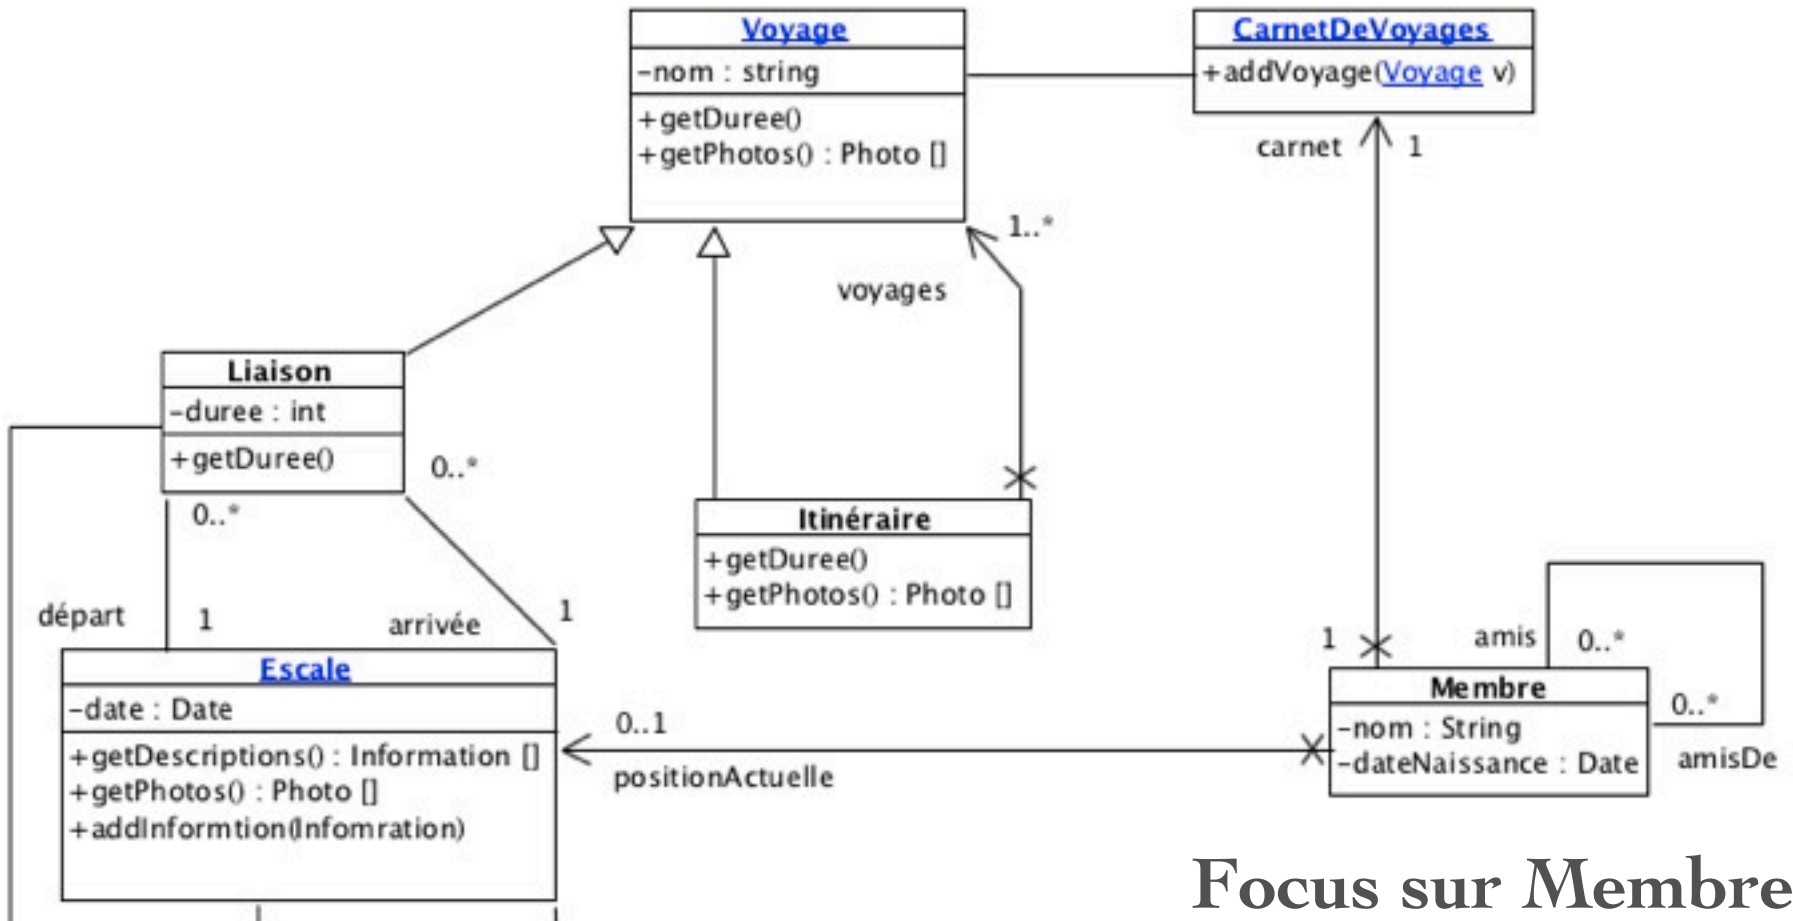 Voyage
-nom : string
+getDuree()
+getPhotos() : Photo []
CarnetDeVoyages
+addVoyage(Voyage v)
carnet 1
1..*
voyages
Liaison
-duree : int
+getDuree()
0..*
0..*
départ 1
arrivée 1
Itinéraire
+getDuree()
+getPhotos() : Photo []
Escale
-date : Date
+getDescriptions() : Information []
+getPhotos() : Photo []
+addInformtion(Infomration)
0..1
positionActuelle
1
amis 0..*
Membre
-nom : String
-dateNaissance : Date
0..*
amisDe
Focus sur Membre